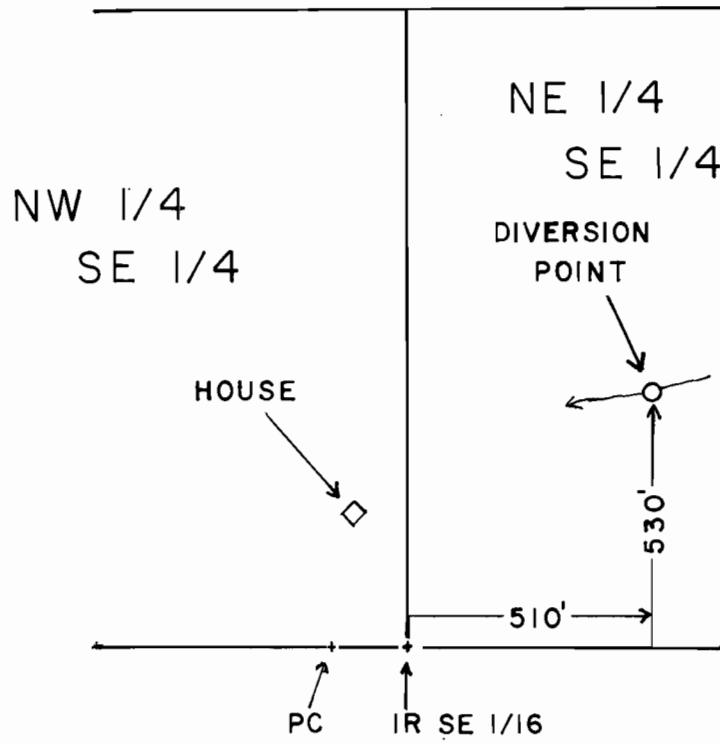 NE 1/4
SE 1/4
NW 1/4
SE 1/4
DIVERSION
POINT
HOUSE
530'
510'
PC
IR SE 1/16